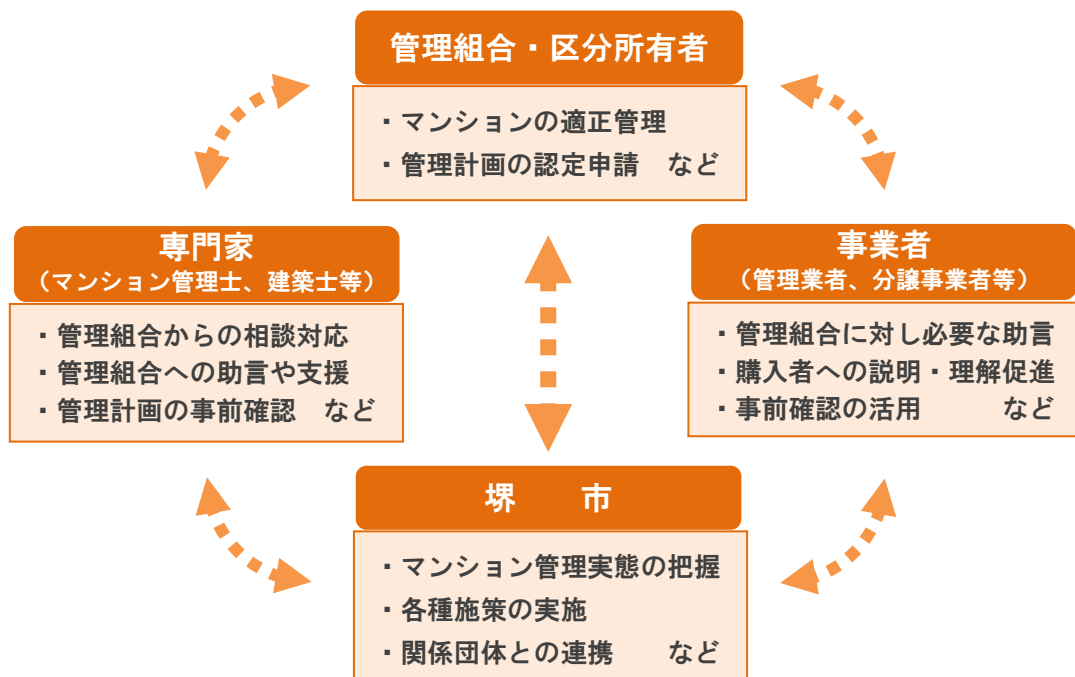 管理組合・区分所有者
・マンションの適正管理
・管理計画の認定申請　など
専門家
（マンション管理士、建築士等）
・管理組合からの相談対応
・管理組合への助言や支援
・管理計画の事前確認　など
事業者
（管理業者、分譲事業者等）
・管理組合に対し必要な助言
・購入者への説明・理解促進
・事前確認の活用　　　など
堺　　市
・マンション管理実態の把握
・各種施策の実施
・関係団体との連携　　など